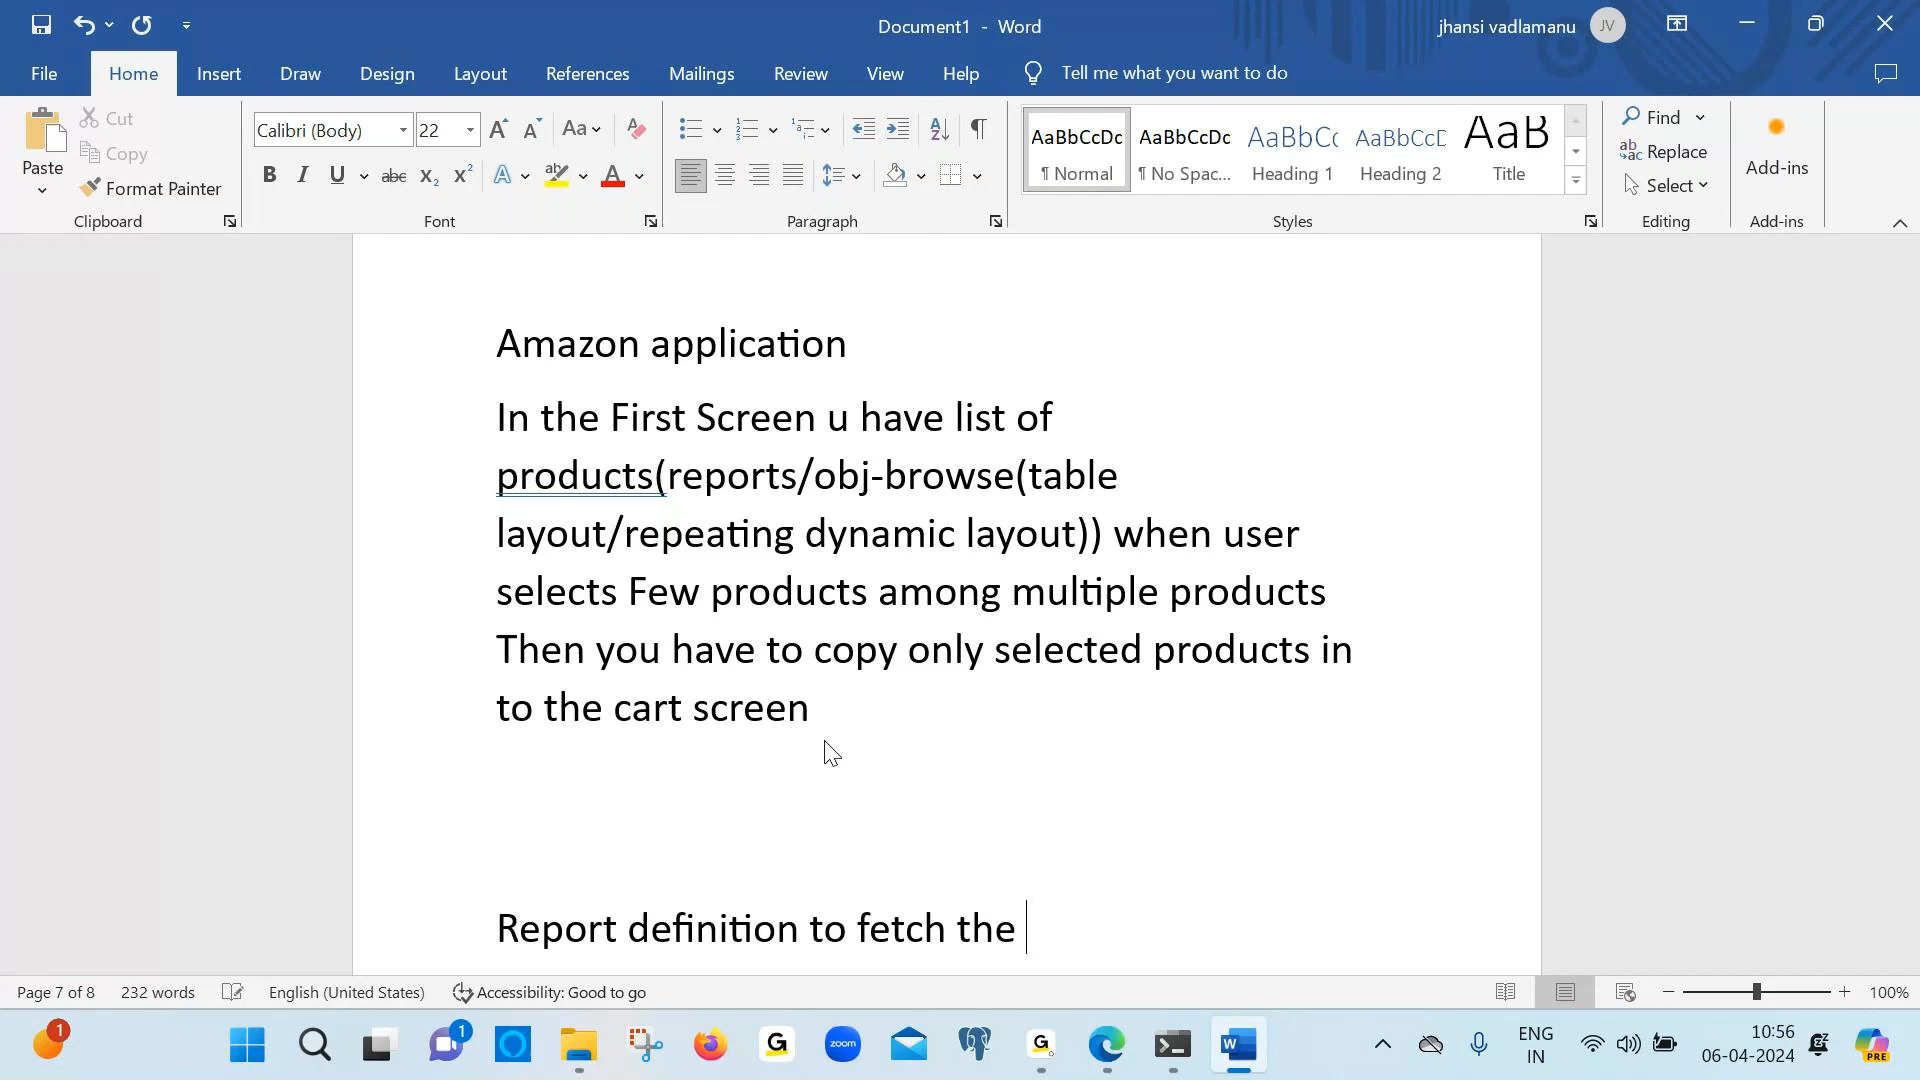 Document1 - Word
jhansi vadlamanu JV
File Home Insert Draw Design Layout References Mailings Review View Help Tell me what you want to do
Paste
Cut
Copy
Format Painter
Clipboard
Calibri (Body) 22
Font
Paragraph
AaBbCcDc AaBbCcDc AaBbCc AaBbCcD AaB
¶ Normal ¶ No Spac... Heading 1 Heading 2 Title
Styles
Find
Replace
Select
Editing
Add-ins
Add-ins
Amazon application
In the First Screen u have list of
products(reports/obj-browse(table
layout/repeating dynamic layout)) when user
selects Few products among multiple products
Then you have to copy only selected products in
to the cart screen
Report definition to fetch the
Page 7 of 8 232 words English (United States) Accessibility: Good to go 100%
1 1 zoom ENG
IN
10:56
06-04-2024
PRE